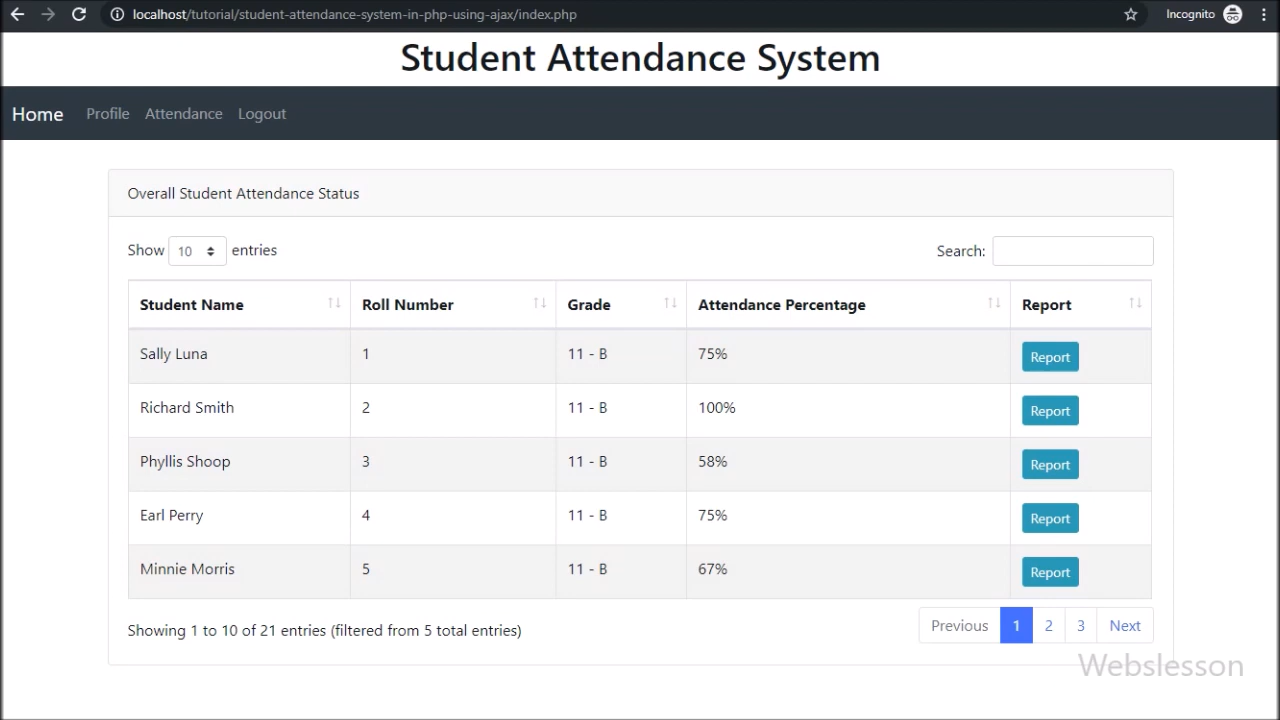 localhost/tutorial/student-attendance-system-in-php-using-ajax/index.php Incognito
Student Attendance System
Home Profile Attendance Logout
Overall Student Attendance Status
Show 10 entries Search:
Student Name Roll Number Grade Attendance Percentage Report
Sally Luna 1 11 - B 75% Report
Richard Smith 2 11 - B 100% Report
Phyllis Shoop 3 11 - B 58% Report
Earl Perry 4 11 - B 75% Report
Minnie Morris 5 11 - B 67% Report
Showing 1 to 10 of 21 entries (filtered from 5 total entries) Previous 1 2 3 Next
Webslesson